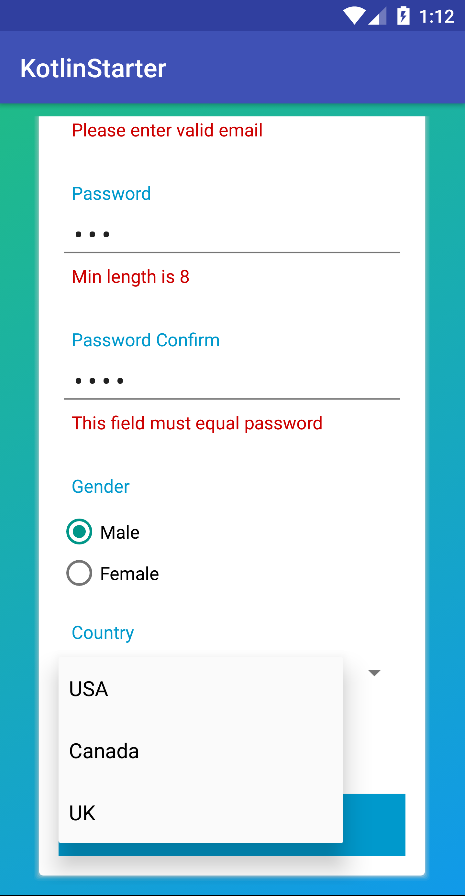 1:12
KotlinStarter
Please enter valid email
Password
Min length is 8
Password Confirm
This field must equal password
Gender
Male
Female
Country
USA
Canada
UK